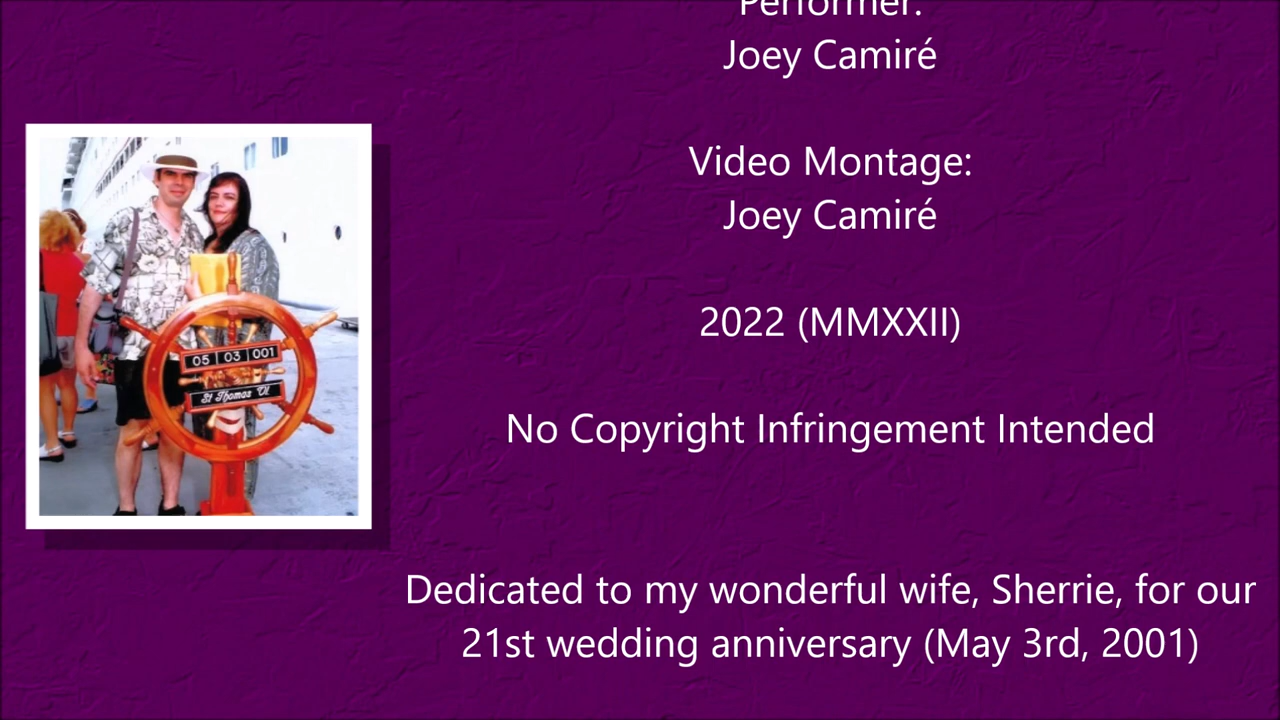 Performer:
Joey Camiré
Video Montage:
Joey Camiré
2022 (MMXXII)
No Copyright Infringement Intended
Dedicated to my wonderful wife, Sherrie, for our
21st wedding anniversary (May 3rd, 2001)
05 03 001
St Thomas VI